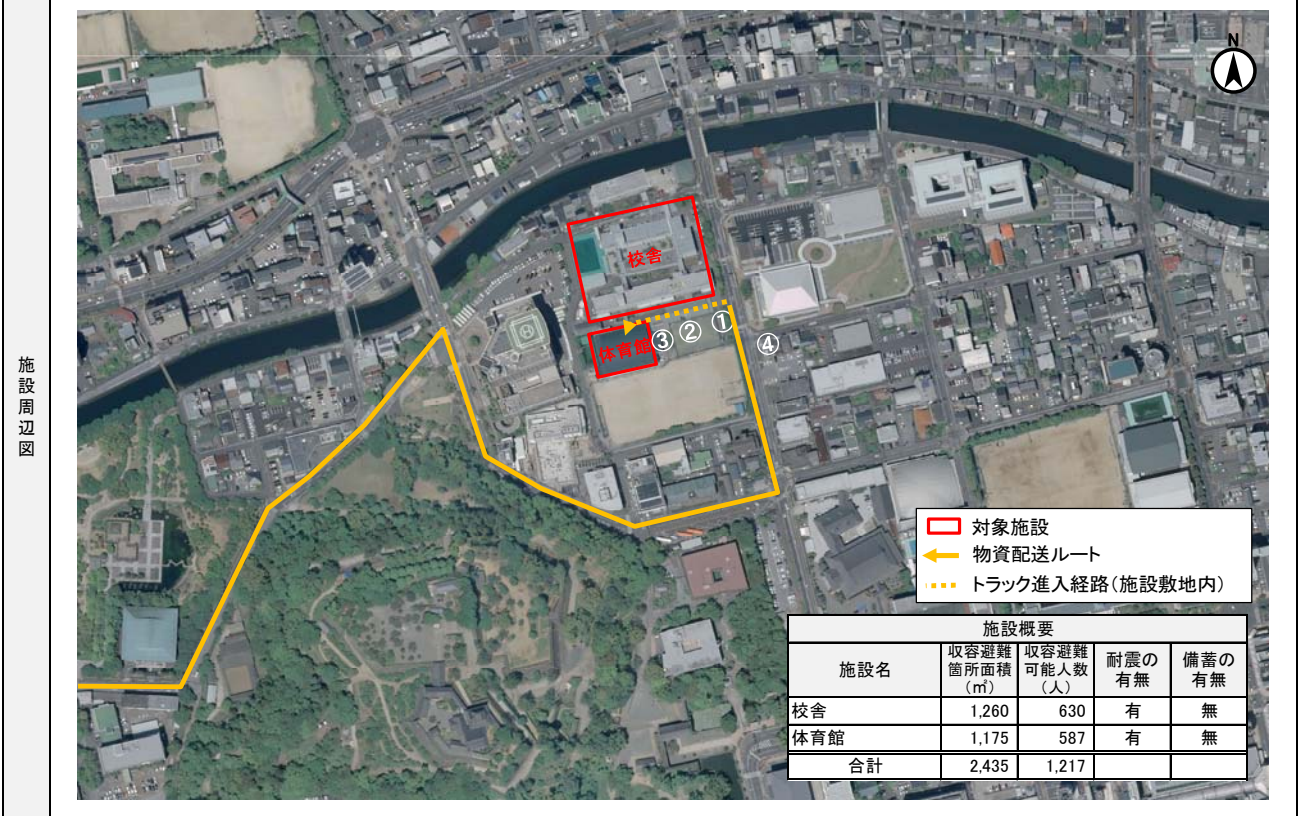 施設周辺図
N
校舎
体育館
③
②
①
④
対象施設
物資配送ルート
トラック進入経路(施設敷地内)
施設概要
施設名 収容避難箇所面積(㎡) 収容避難可能人数(人) 耐震の有無 備蓄の有無
校舎 1,260 630 有 無
体育館 1,175 587 有 無
合計 2,435 1,217
H